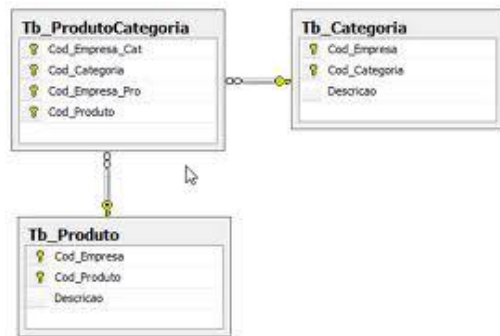 Tb_ProdutoCategoria
Cod_Empresa_Cat
Cod_Categoria
Cod_Empresa_Pro
Cod_Produto
Tb_Categoria
Cod_Empresa
Cod_Categoria
Descricao
Tb_Produto
Cod_Empresa
Cod_Produto
Descricao